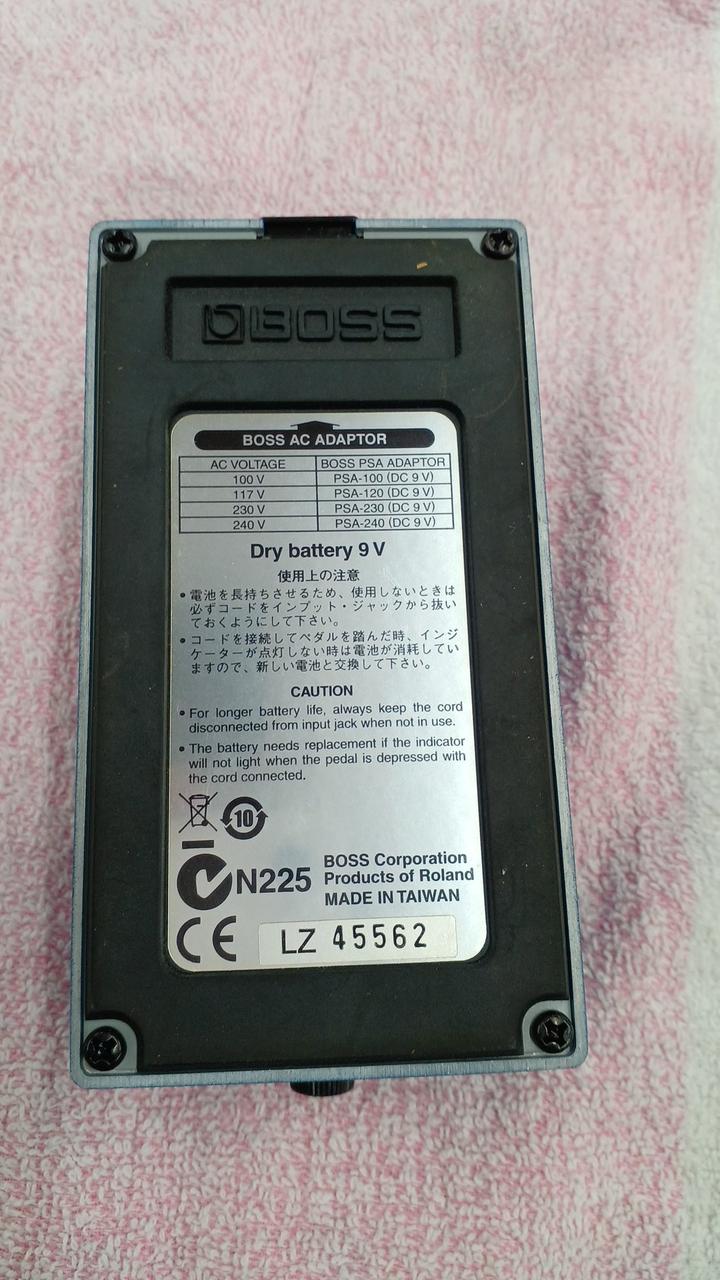 BOSS
BOSS AC ADAPTOR
AC VOLTAGE BOSS PSA ADAPTOR
100 V PSA-100 (DC 9 V)
117 V PSA-120 (DC 9 V)
230 V PSA-230 (DC 9 V)
240 V PSA-240 (DC 9 V)
Dry battery 9 V
使用上の注意
• 電池を長持ちさせるため、使用しないときは
必ずコードをインプット・ジャックから抜い
ておくようにして下さい。
• コードを接続してペダルを踏んだ時、インジ
ケーターが点灯しない時は電池が消耗してい
ますので、新しい電池と交換して下さい。
CAUTION
• For longer battery life, always keep the cord
disconnected from input jack when not in use.
• The battery needs replacement if the indicator
will not light when the pedal is depressed with
the cord connected.
10
N225
BOSS Corporation
Products of Roland
MADE IN TAIWAN
CE
LZ 45562